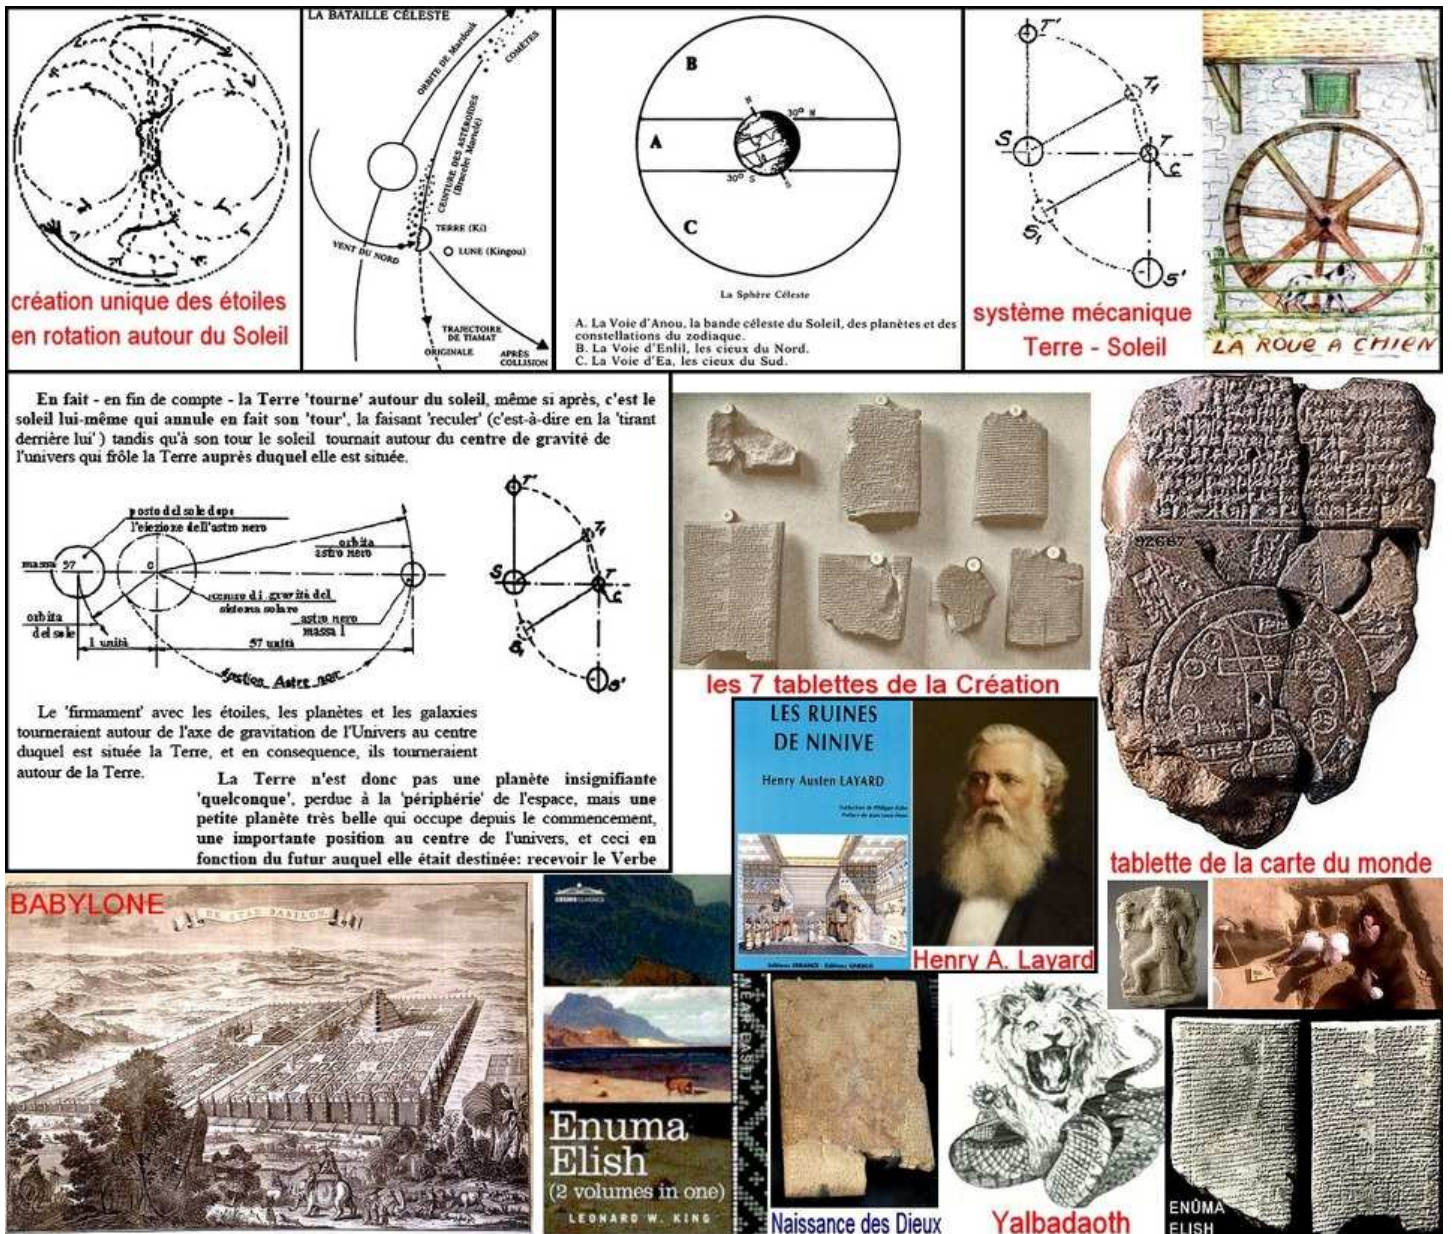 création unique des étoiles
en rotation autour du Soleil
LA BATAILLE CÉLESTE
ORBITE DE Mardouk
COMÈTES
CEINTURE DES ASTÉROÏDES
(Bracelet Martelé)
TERRE (Ki)
LUNE (Kingou)
VENT DU NORD
TRAJECTOIRE
DE TIAMAT
ORIGINALE
APRÈS
COLLISION
B
A
C
30° N
30° S
N
S
La Sphère Céleste
A. La Voie d'Anou, la bande céleste du Soleil, des planètes et des
constellations du zodiaque.
B. La Voie d'Enlil, les cieux du Nord.
C. La Voie d'Ea, les cieux du Sud.
T'
T1
S
T
C
S1
S'
système mécanique
Terre - Soleil
LA ROUE A CHIEN
En fait - en fin de compte - la Terre 'tourne' autour du soleil, même si après, c'est le
soleil lui-même qui annule en fait son 'tour', la faisant 'reculer' (c'est-à-dire en la 'tirant
derrière lui' ) tandis qu'à son tour le soleil tournait autour du centre de gravité de
l'univers qui frôle la Terre auprès duquel elle est située.
posto del sole dopo
l'eiezione dell'astro nero
massa 57
G
orbita
astro nero
centro di gravità del
sistema solare
astro nero
massa 1
orbita
del sole
1 unità
57 unità
éjection Astre noir
T'
T1
S
T
C
S1
S'
Le 'firmament' avec les étoiles, les planètes et les galaxies
tourneraient autour de l'axe de gravitation de l'Univers au centre
duquel est située la Terre, et en consequence, ils tourneraient
autour de la Terre.
La Terre n'est donc pas une planète insignifiante
'quelconque', perdue à la 'périphérie' de l'espace, mais une
petite planète très belle qui occupe depuis le commencement,
une importante position au centre de l'univers, et ceci en
fonction du futur auquel elle était destinée: recevoir le Verbe
les 7 tablettes de la Création
92687
tablette de la carte du monde
LES RUINES
DE NINIVE
Henry Austen LAYARD
Henry A. Layard
BABYLONE
DE STAD BABILON
Enuma
Elish
(2 volumes in one)
LEONARD W. KING
Naissance des Dieux
Yalbadaoth
ENÛMA
ELISH